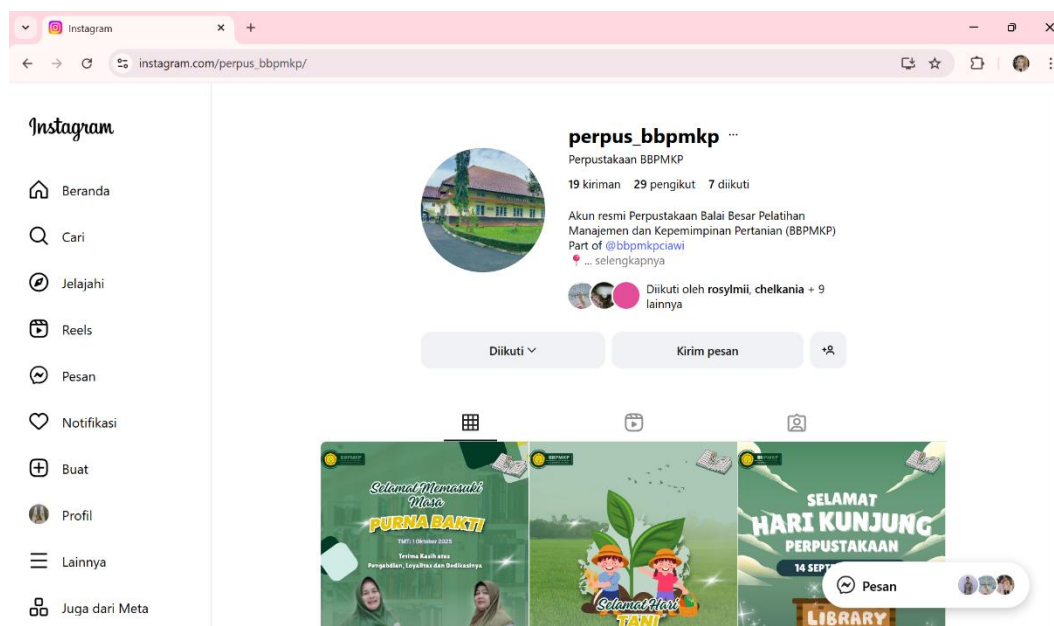 Instagram
instagram.com/perpus_bbpmkp/
Instagram
Beranda
Cari
Jelajahi
Reels
Pesan
Notifikasi
Buat
Profil
Lainnya
Juga dari Meta
perpus_bbpmkp ...
Perpustakaan BBPMKP
19 kiriman 29 pengikut 7 diikuti
Akun resmi Perpustakaan Balai Besar Pelatihan
Manajemen dan Kepemimpinan Pertanian (BBPMKP)
Part of @bbpmkpciawi
... selengkapnya
Diikuti oleh rosylmii, chelkania + 9
lainnya
Diikuti
Kirim pesan
BBPMKP
Selamat Memasuki
Masa
PURNA BAKTI
TMT: 1 Oktober 2025
Terima Kasih atas
Pengabdian, Loyalitas dan Dedikasinya
BBPMKP
Selamat Hari
TANI
BBPMKP
SELAMAT
HARI KUNJUNG
PERPUSTAKAAN
14 SEPT
LIBRARY
Pesan